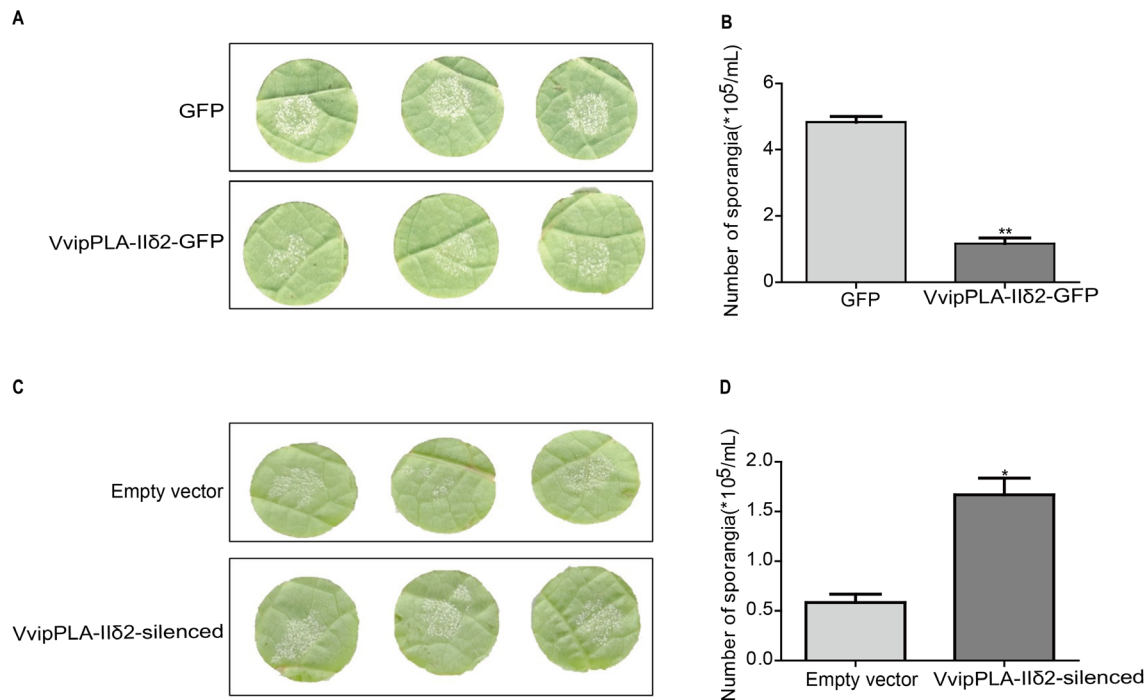 A
GFP
VvipPLA-IIδ2-GFP
B
Number of sporangia(*10⁵/mL)
6
4
2
0
**
GFP
VvipPLA-IIδ2-GFP
C
Empty vector
VvipPLA-IIδ2-silenced
D
Number of sporangia(*10⁵/mL)
2.0
1.5
1.0
0.5
0.0
*
Empty vector
VvipPLA-IIδ2-silenced